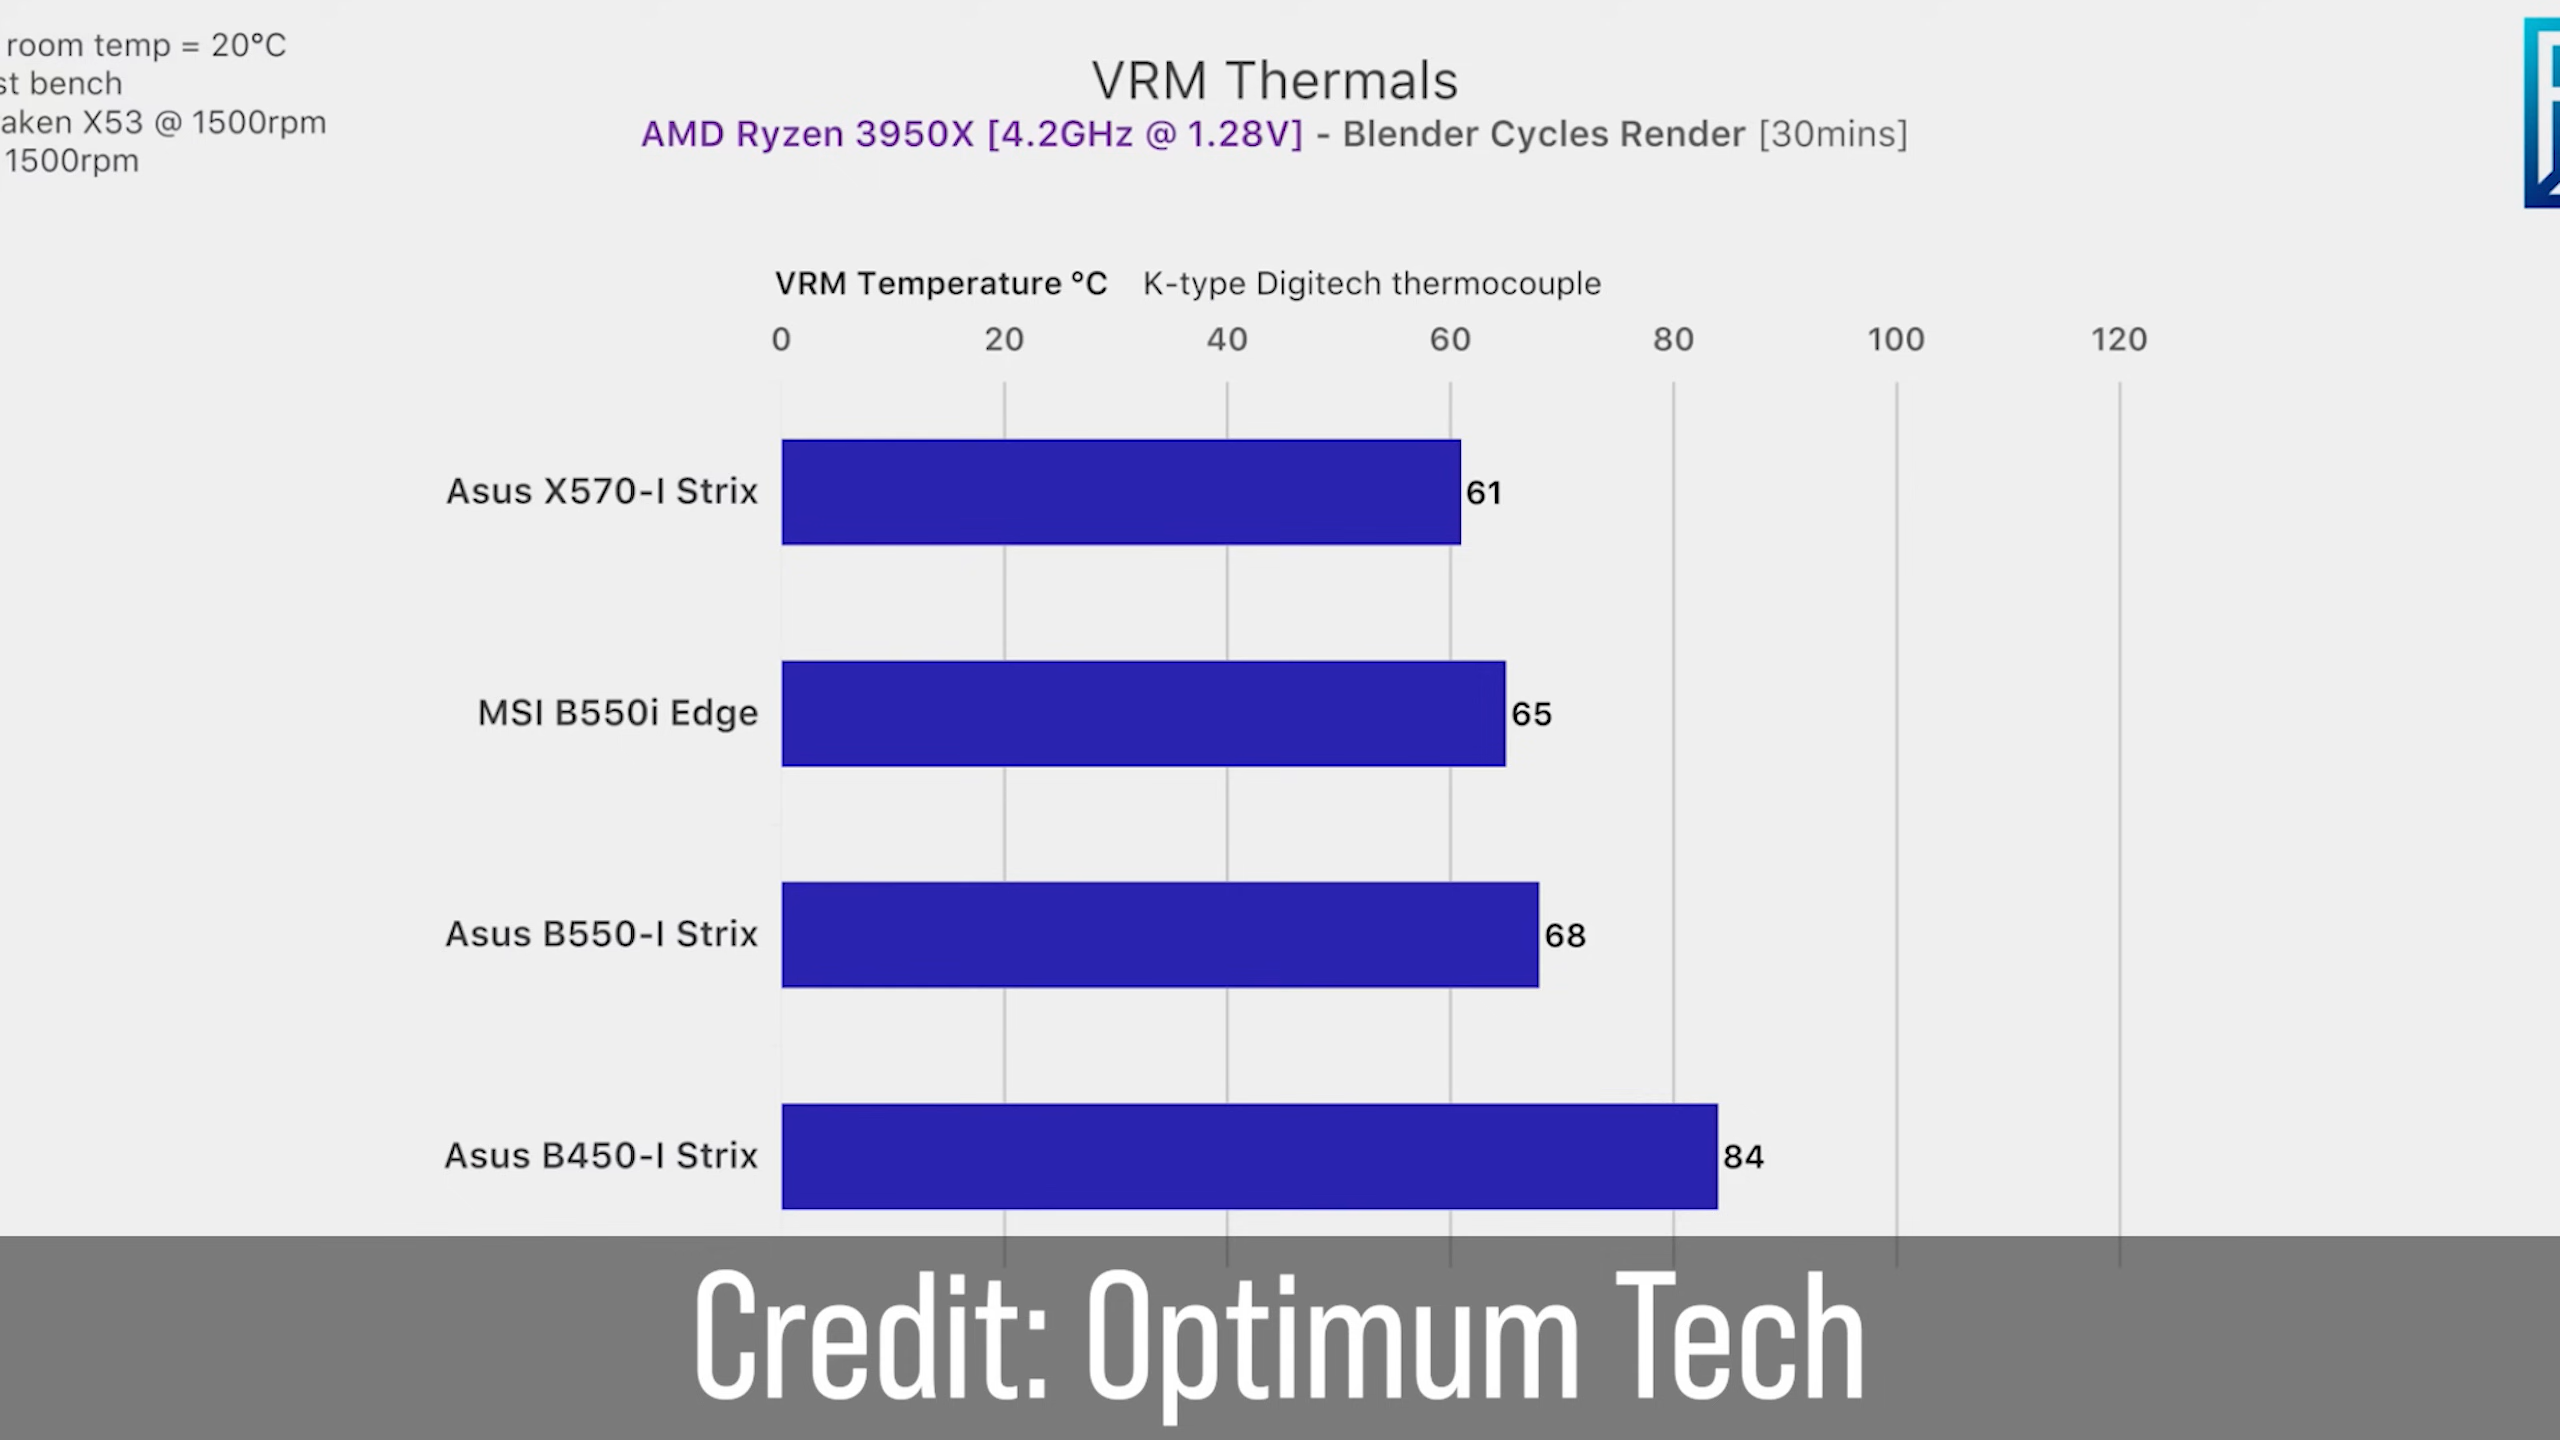 room temp = 20°C
bench
X53 @ 1500rpm
1500rpm
VRM Thermals
AMD Ryzen 3950X [4.2GHz @ 1.28V] - Blender Cycles Render [30mins]
VRM Temperature °C K-type Digitech thermocouple
0 20 40 60 80 100 120
Asus X570-I Strix 61
MSI B550i Edge 65
Asus B550-I Strix 68
Asus B450-I Strix 84
Credit: Optimum Tech